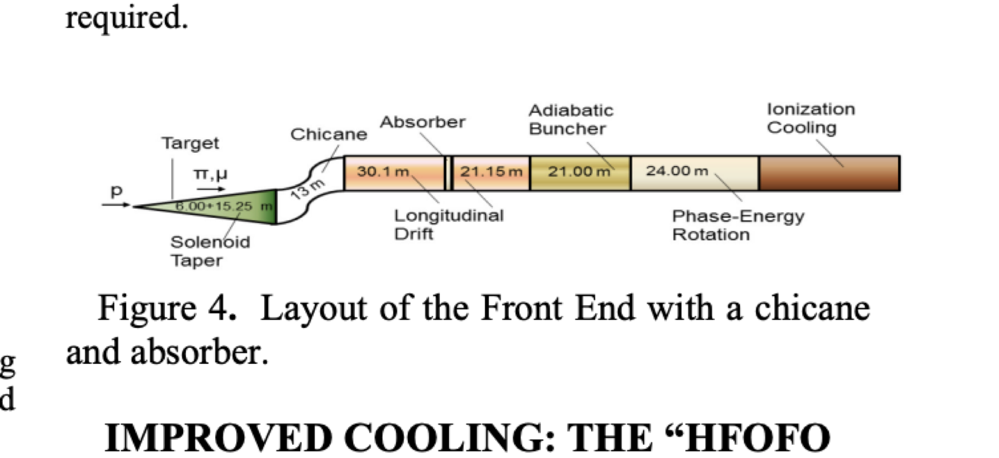 required.
Target
Chicane
Absorber
Adiabatic
Buncher
Ionization
Cooling
π,μ
p
6.00+15.25 m
13 m
30.1 m
21.15 m
21.00 m
24.00 m
Solenoid
Taper
Longitudinal
Drift
Phase-Energy
Rotation
Figure 4. Layout of the Front End with a chicane
and absorber.
g
d
IMPROVED COOLING: THE “HFOFO